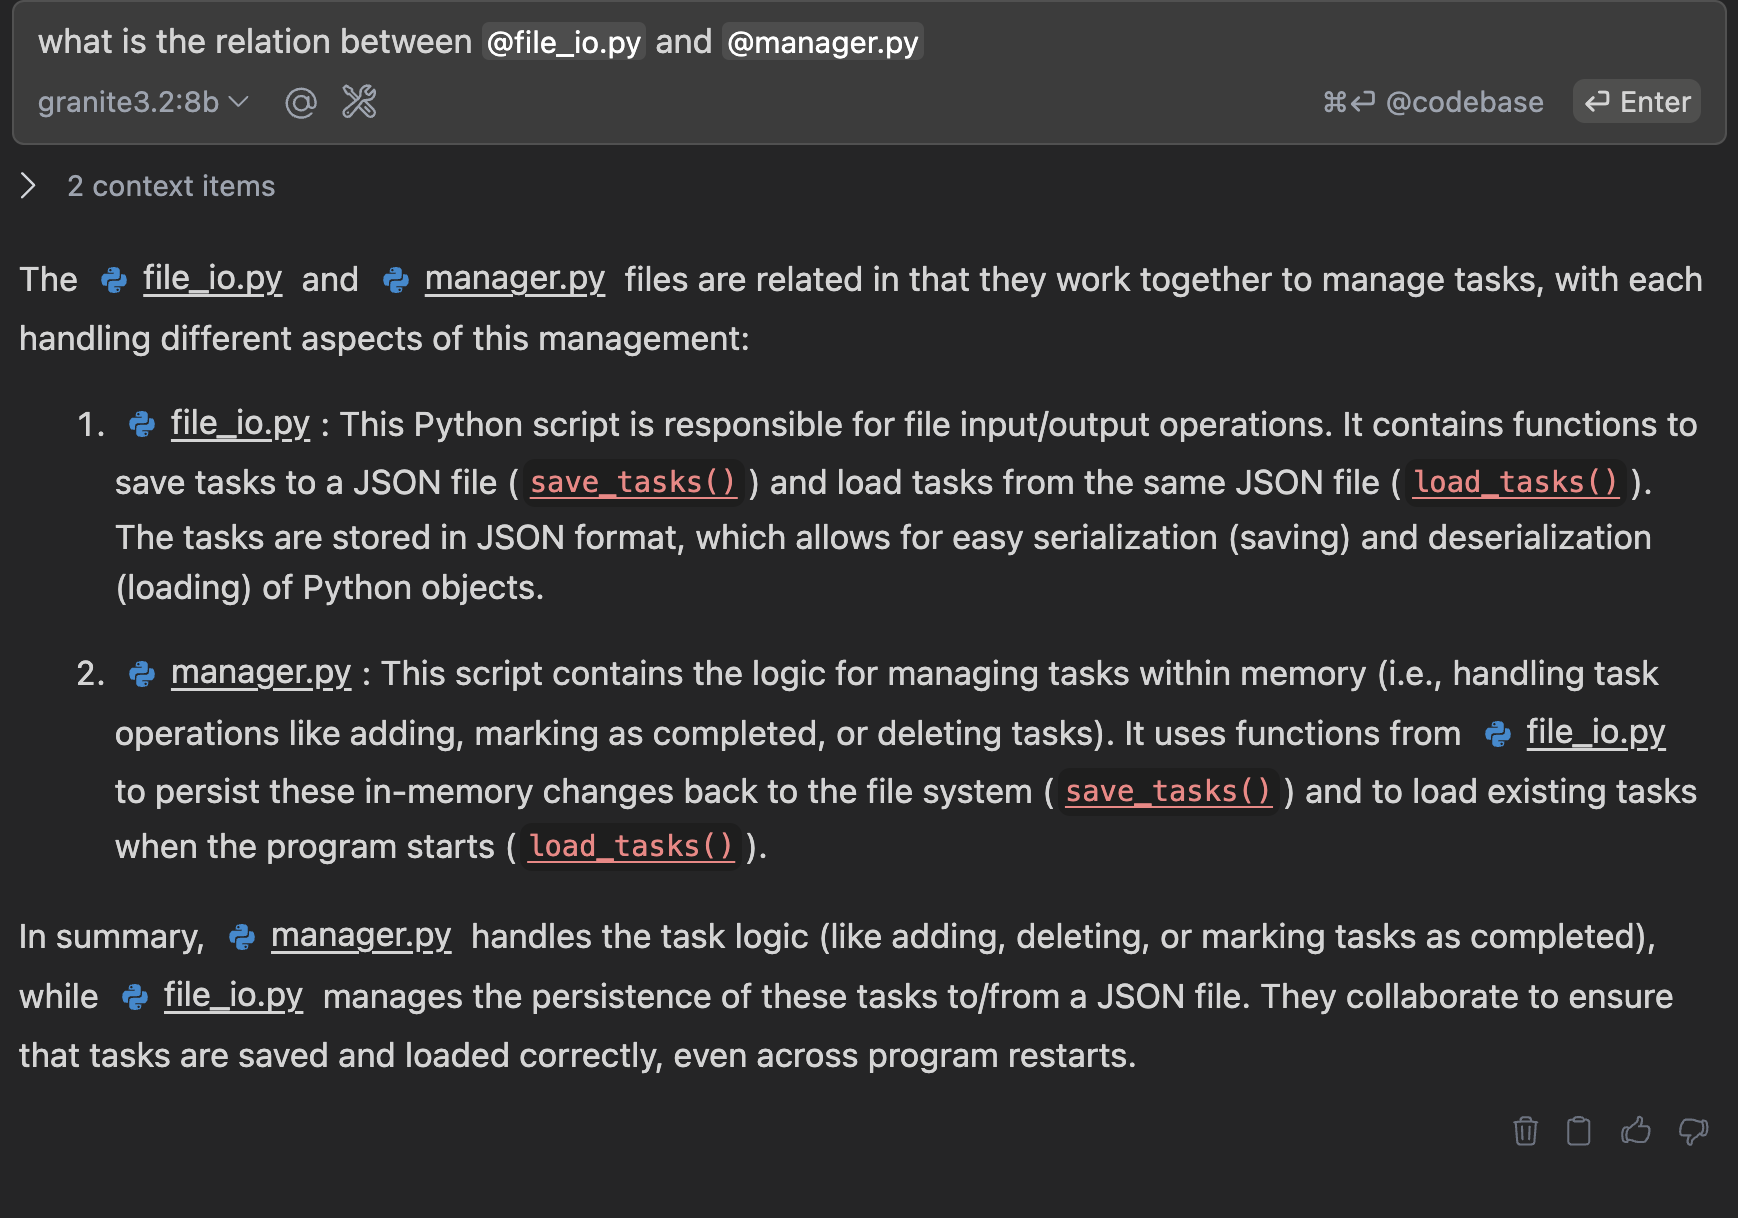 what is the relation between @file_io.py and @manager.py
granite3.2:8b @ ⌘⏎ @codebase ⏎ Enter
2 context items
The file_io.py and manager.py files are related in that they work together to manage tasks, with each
handling different aspects of this management:
1. file_io.py : This Python script is responsible for file input/output operations. It contains functions to
save tasks to a JSON file ( save_tasks() ) and load tasks from the same JSON file ( load_tasks() ).
The tasks are stored in JSON format, which allows for easy serialization (saving) and deserialization
(loading) of Python objects.
2. manager.py : This script contains the logic for managing tasks within memory (i.e., handling task
operations like adding, marking as completed, or deleting tasks). It uses functions from file_io.py
to persist these in-memory changes back to the file system ( save_tasks() ) and to load existing tasks
when the program starts ( load_tasks() ).
In summary, manager.py handles the task logic (like adding, deleting, or marking tasks as completed),
while file_io.py manages the persistence of these tasks to/from a JSON file. They collaborate to ensure
that tasks are saved and loaded correctly, even across program restarts.